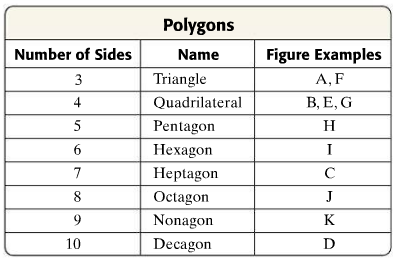 Polygons
Number of Sides Name Figure Examples
3 Triangle A, F
4 Quadrilateral B, E, G
5 Pentagon H
6 Hexagon I
7 Heptagon C
8 Octagon J
9 Nonagon K
10 Decagon D